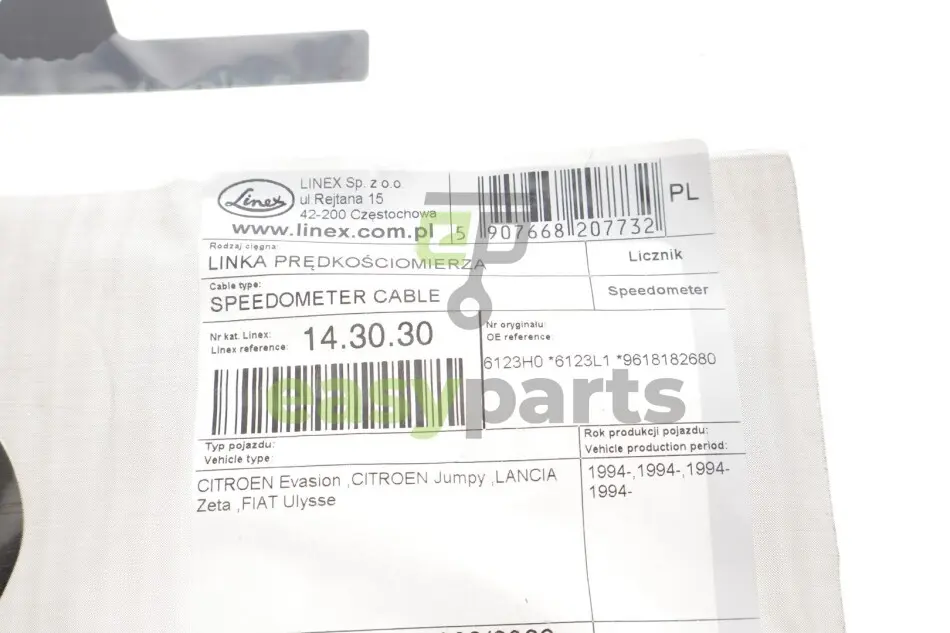 Linex
LINEX Sp. z o.o.
ul Rejtana 15
42-200 Częstochowa
www.linex.com.pl
5 907668 207732
PL
Rodzaj cięgna:
LINKA PRĘDKOŚCIOMIERZA
Licznik
Cable type:
SPEEDOMETER CABLE
Speedometer
Nr kat. Linex:
Linex reference:
14.30.30
Nr oryginału:
OE reference:
6123H0 *6123L1 *9618182680
easyparts
Typ pojazdu:
Vehicle type:
Rok produkcji pojazdu:
Vehicle production period:
CITROEN Evasion ,CITROEN Jumpy ,LANCIA
Zeta ,FIAT Ulysse
1994-,1994-,1994-
1994-